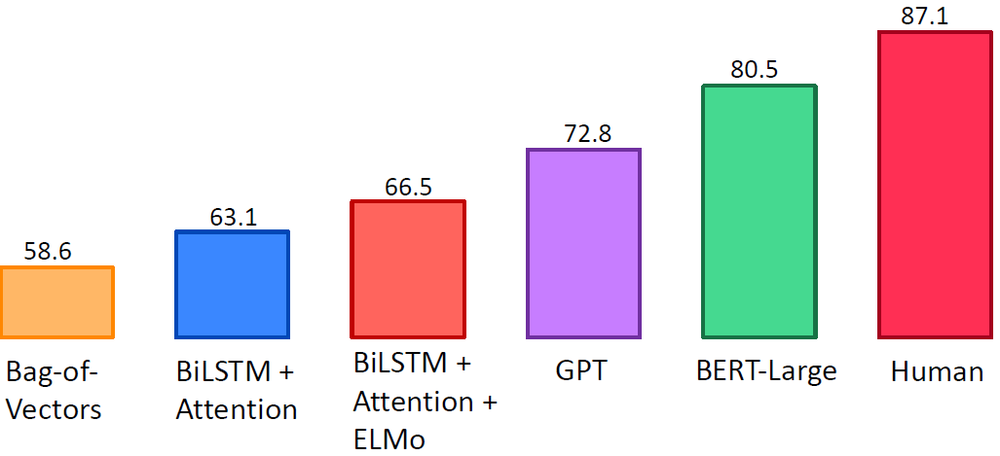 58.6
63.1
66.5
72.8
80.5
87.1
Bag-of-
Vectors
BiLSTM +
Attention
BiLSTM +
Attention +
ELMo
GPT
BERT-Large
Human